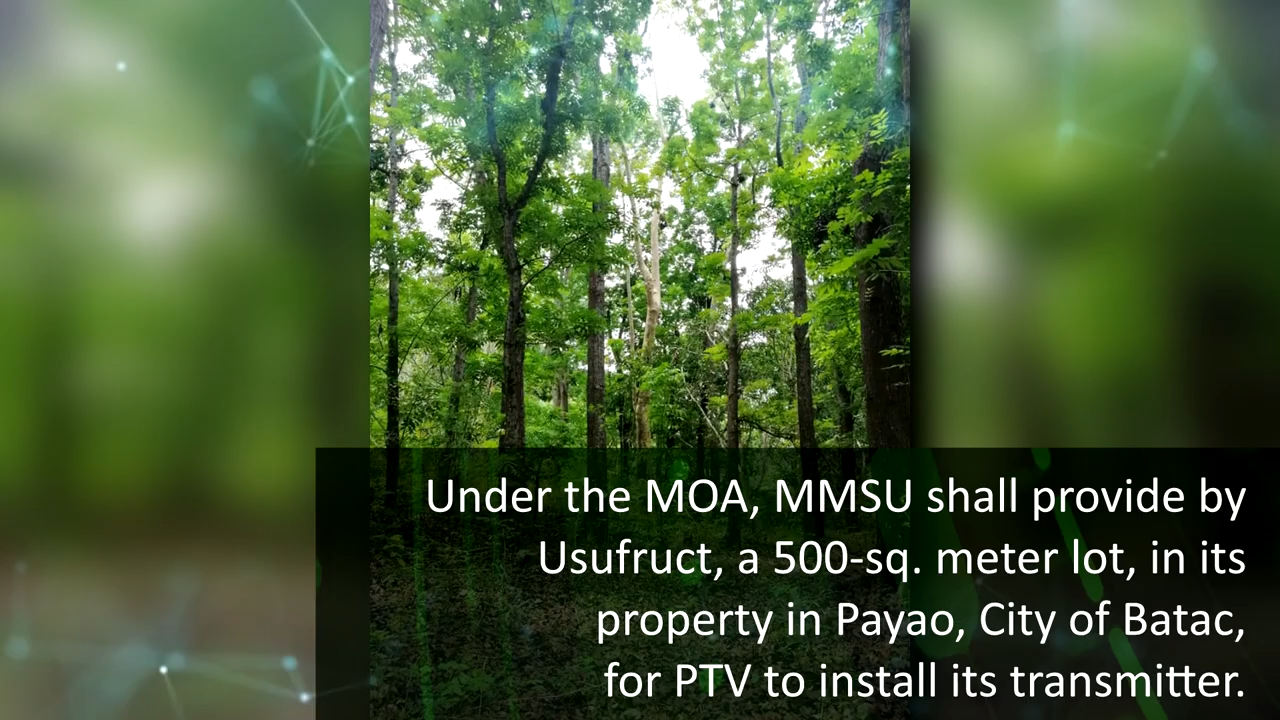 Under the MOA, MMSU shall provide by
Usufruct, a 500-sq. meter lot, in its
property in Payao, City of Batac,
for PTV to install its transmitter.